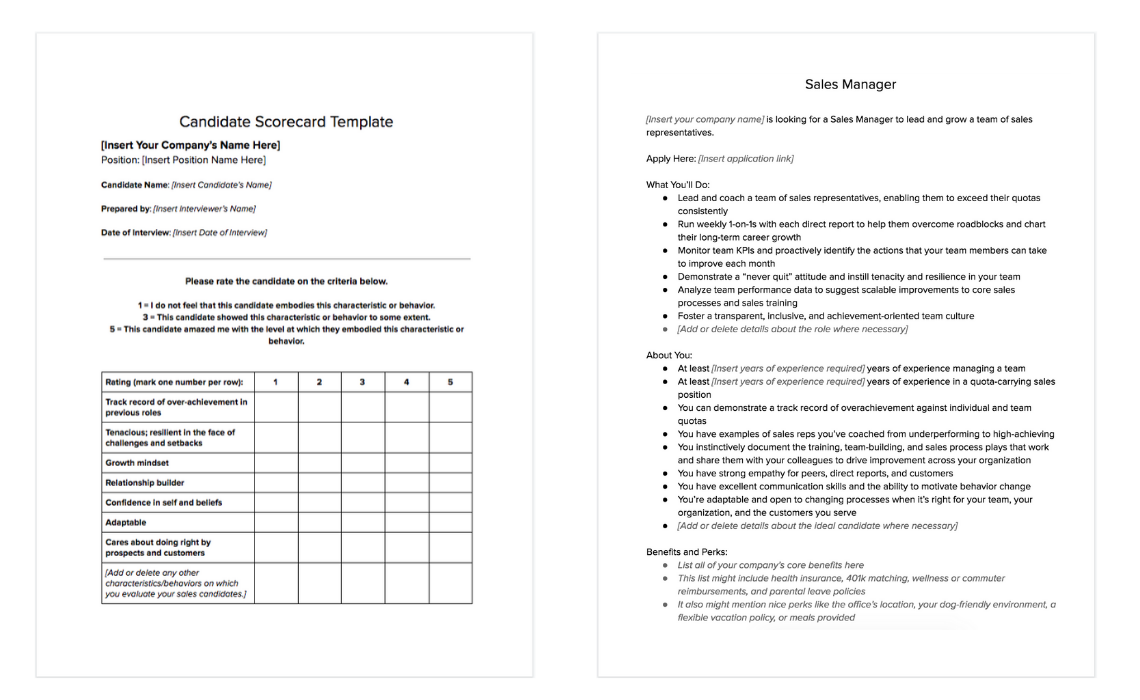 Candidate Scorecard Template
[Insert Your Company's Name Here]
Position: [Insert Position Name Here]
Candidate Name: [Insert Candidate's Name]
Prepared by: [Insert Interviewer's Name]
Date of Interview: [Insert Date of Interview]
Please rate the candidate on the criteria below.
1 = I do not feel that this candidate embodies this characteristic or behavior.
3 = This candidate showed this characteristic or behavior to some extent.
5 = This candidate amazed me with the level at which they embodied this characteristic or
behavior.
Rating (mark one number per row): 1 2 3 4 5
Track record of over-achievement in
previous roles
Tenacious; resilient in the face of
challenges and setbacks
Growth mindset
Relationship builder
Confidence in self and beliefs
Adaptable
Cares about doing right by
prospects and customers
[Add or delete any other
characteristics/behaviors on which
you evaluate your sales candidates.]
Sales Manager
[Insert your company name] is looking for a Sales Manager to lead and grow a team of sales
representatives.
Apply Here: [Insert application link]
What You'll Do:
● Lead and coach a team of sales representatives, enabling them to exceed their quotas
consistently
● Run weekly 1-on-1s with each direct report to help them overcome roadblocks and chart
their long-term career growth
● Monitor team KPIs and proactively identify the actions that your team members can take
to improve each month
● Demonstrate a “never quit” attitude and instill tenacity and resilience in your team
● Analyze team performance data to suggest scalable improvements to core sales
processes and sales training
● Foster a transparent, inclusive, and achievement-oriented team culture
● [Add or delete details about the role where necessary]
About You:
● At least [Insert years of experience required] years of experience managing a team
● At least [Insert years of experience required] years of experience in a quota-carrying sales
position
● You can demonstrate a track record of overachievement against individual and team
quotas
● You have examples of sales reps you've coached from underperforming to high-achieving
● You instinctively document the training, team-building, and sales process plays that work
and share them with your colleagues to drive improvement across your organization
● You have strong empathy for peers, direct reports, and customers
● You have excellent communication skills and the ability to motivate behavior change
● You're adaptable and open to changing processes when it's right for your team, your
organization, and the customers you serve
● [Add or delete details about the ideal candidate where necessary]
Benefits and Perks:
● List all of your company's core benefits here
● This list might include health insurance, 401k matching, wellness or commuter
reimbursements, and parental leave policies
● It also might mention nice perks like the office's location, your dog-friendly environment, a
flexible vacation policy, or meals provided